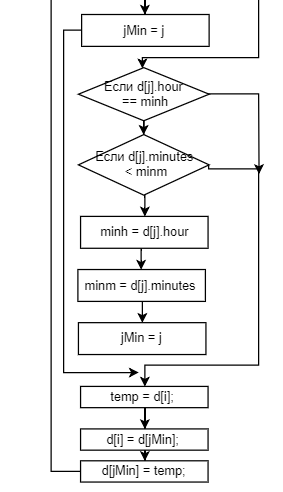 jMin = j
Если d[j].hour
== minh
Если d[j].minutes
< minm
minh = d[j].hour
minm = d[j].minutes
jMin = j
temp = d[i];
d[i] = d[jMin];
d[jMin] = temp;